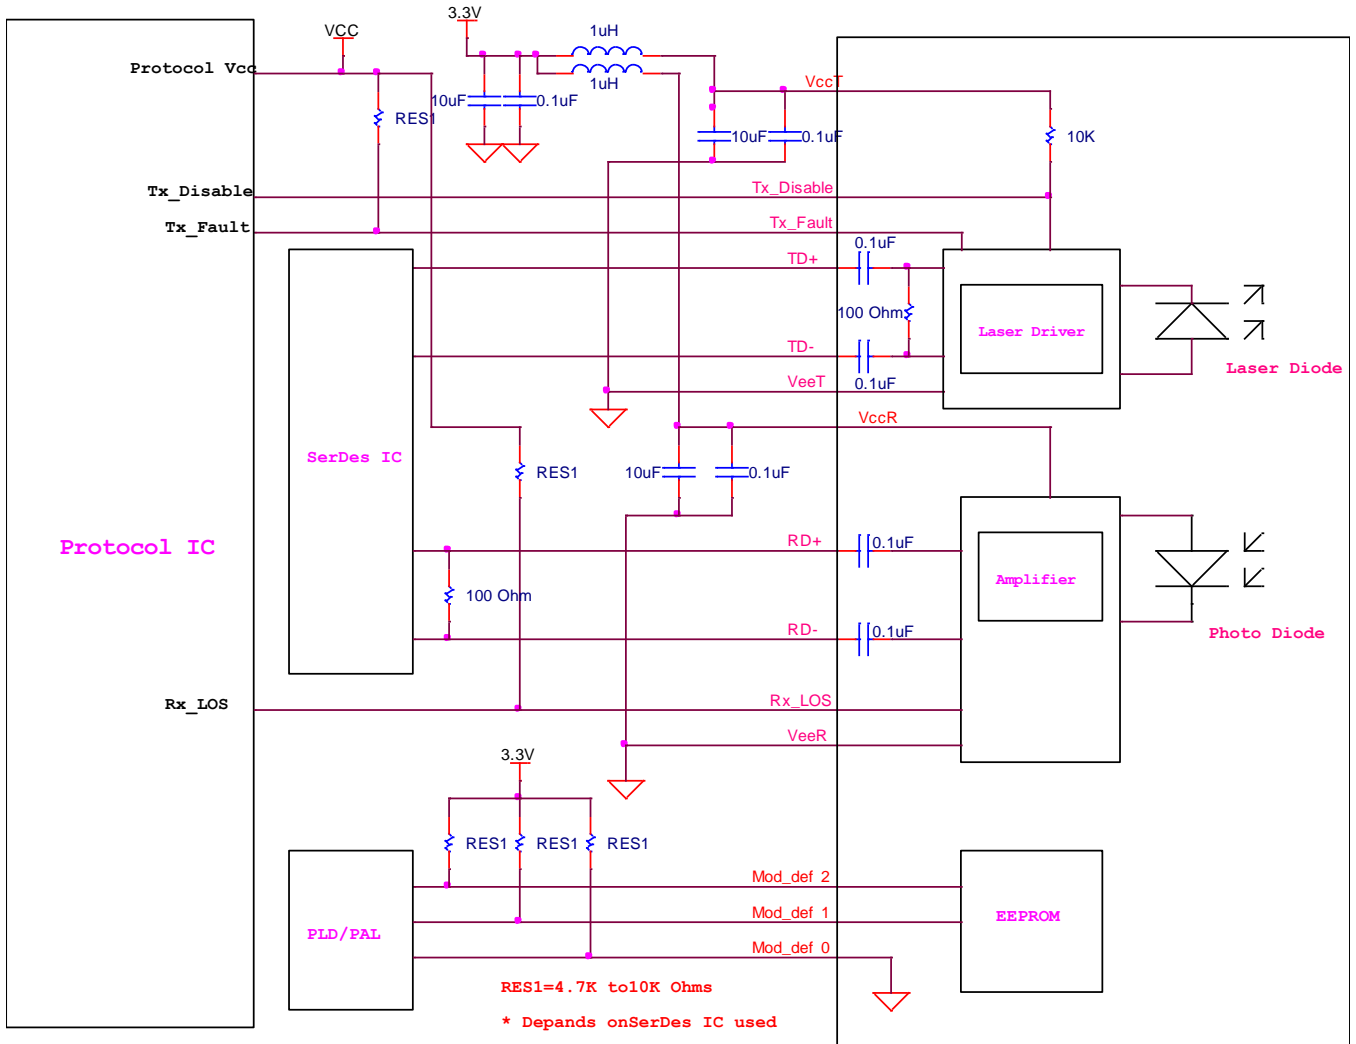 3.3V
VCC
1uH
Protocol Vcc
1uH
VccT
10uF
0.1uF
RES1
10uF
0.1uF
10K
Tx_Disable
Tx_Disable
Tx_Fault
Tx_Fault
0.1uF
TD+
100 Ohm
Laser Driver
TD-
Laser Diode
VeeT
0.1uF
VccR
SerDes IC
RES1
10uF
0.1uF
Protocol IC
RD+
0.1uF
Amplifier
100 Ohm
RD-
0.1uF
Photo Diode
Rx_LOS
Rx_LOS
VeeR
3.3V
RES1
RES1
RES1
Mod_def 2
Mod_def 1
EEPROM
PLD/PAL
Mod_def 0
RES1=4.7K to10K Ohms
* Depands onSerDes IC used